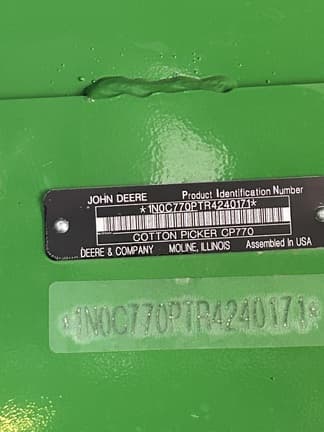 JOHN DEERE Product Identification Number
*1N0C770PTR4240171*
COTTON PICKER CP770
DEERE & COMPANY MOLINE, ILLINOIS Assembled In USA
*1N0C770PTR4240171*